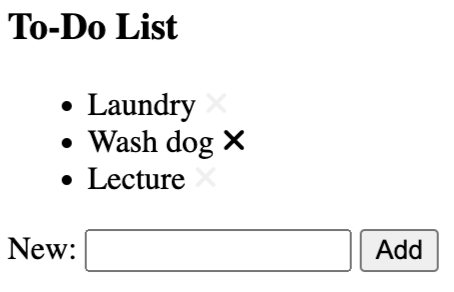 To-Do List
• Laundry ✕
• Wash dog ✕
• Lecture ✕
New: Add